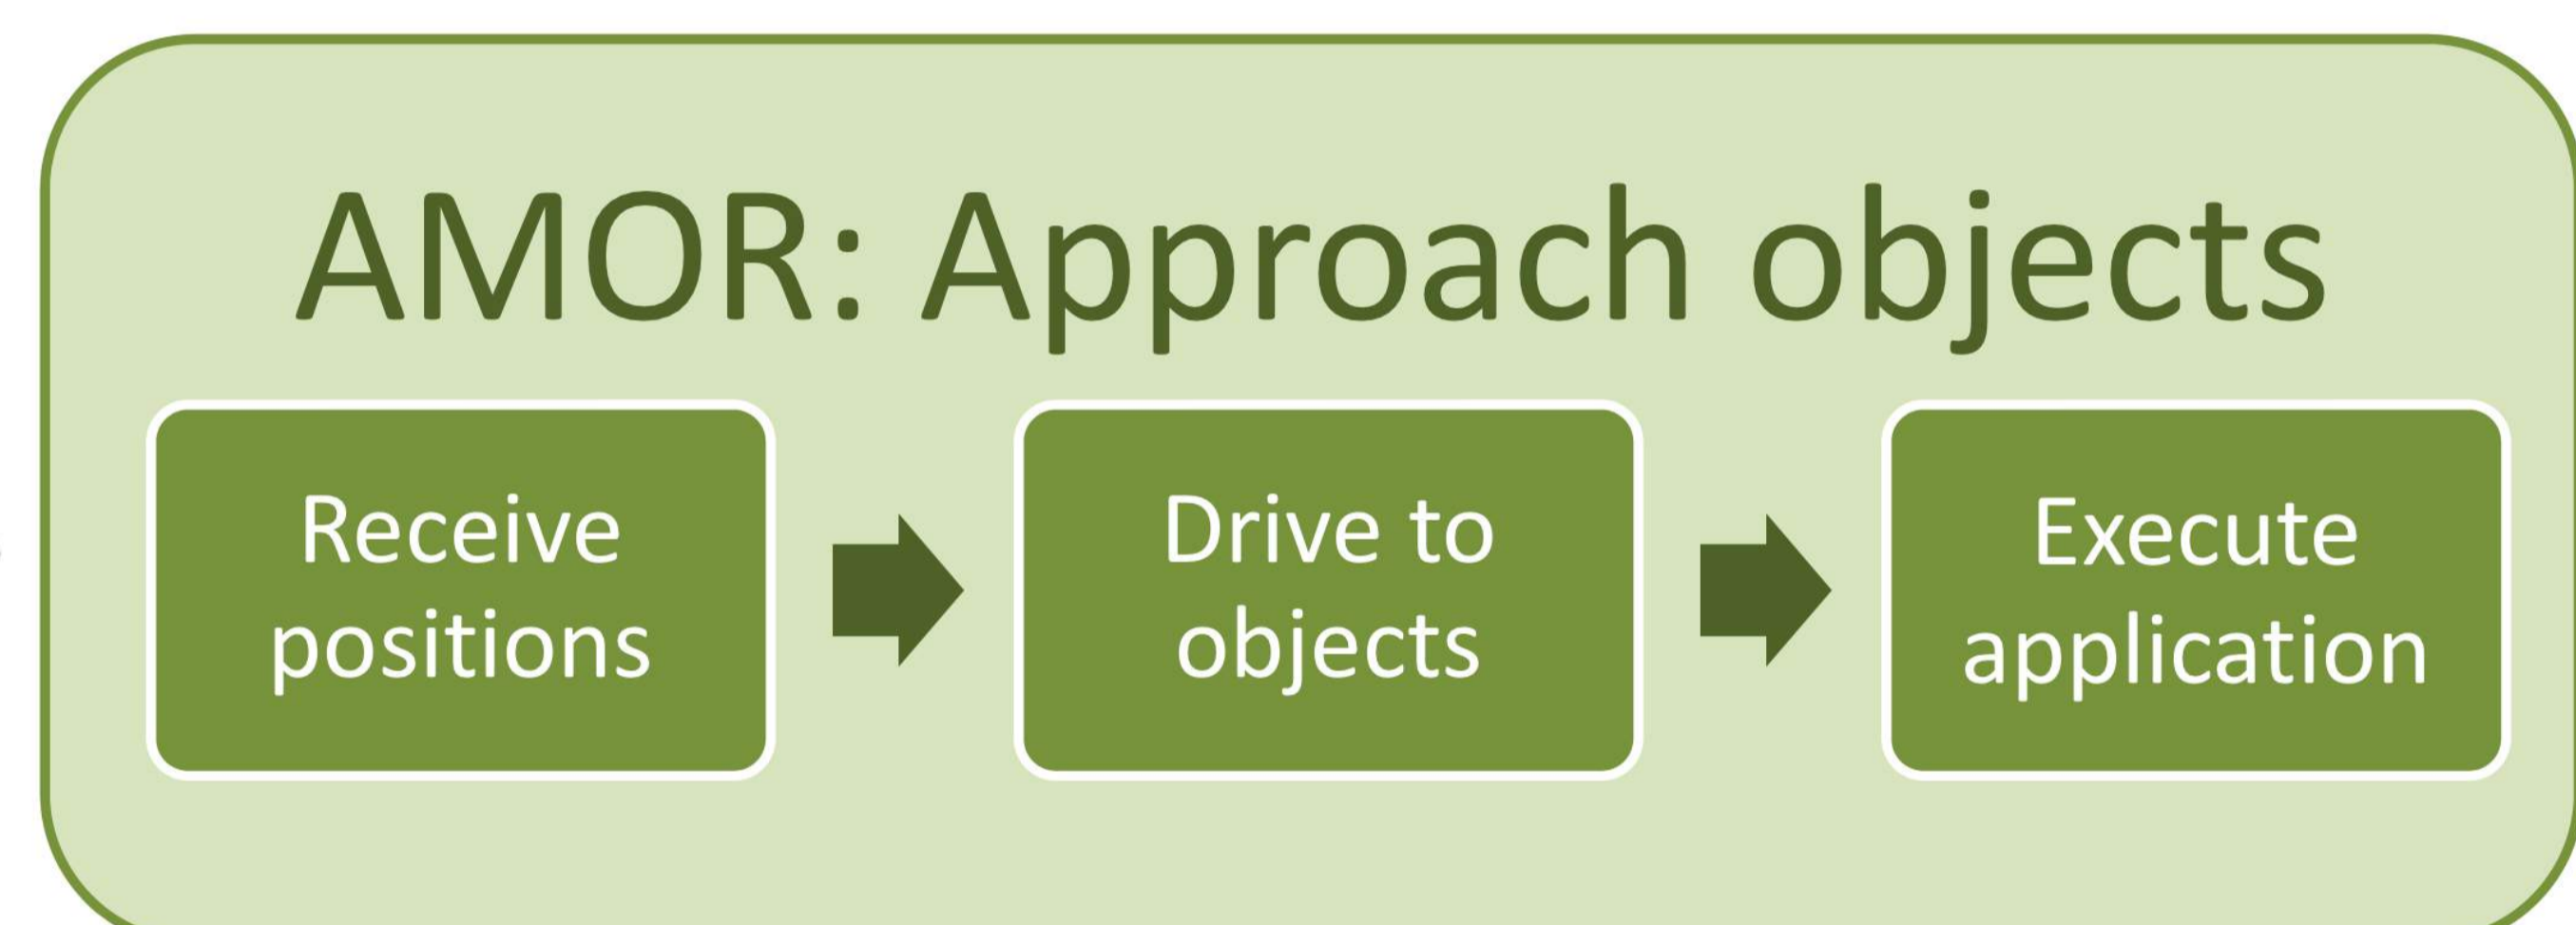 AMOR: Approach objects
Receive
positions
Drive to
objects
Execute
application